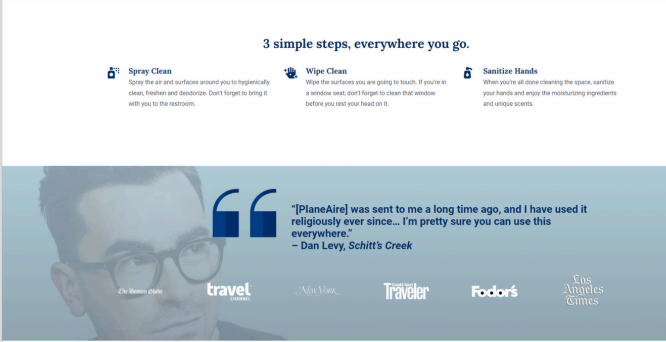 3 simple steps, everywhere you go.
Spray Clean
Spray the air and surfaces around you to hygienically
clean, freshen and deodorize. Don't forget to bring it
with you to the restroom.
Wipe Clean
Wipe the surfaces you are going to touch. If you're in
a window seat, don't forget to clean that window
before you rest your head on it.
Sanitize Hands
When you're all done cleaning the space, sanitize
your hands and enjoy the moisturizing ingredients
and unique scents.
“[PlaneAire] was sent to me a long time ago, and I have used it
religiously ever since… I’m pretty sure you can use this
everywhere.”
– Dan Levy, Schitt’s Creek
The Boston Globe
travel
CHANNEL
New York
Condé Nast
Traveler
Fodor's
Los
Angeles
Times